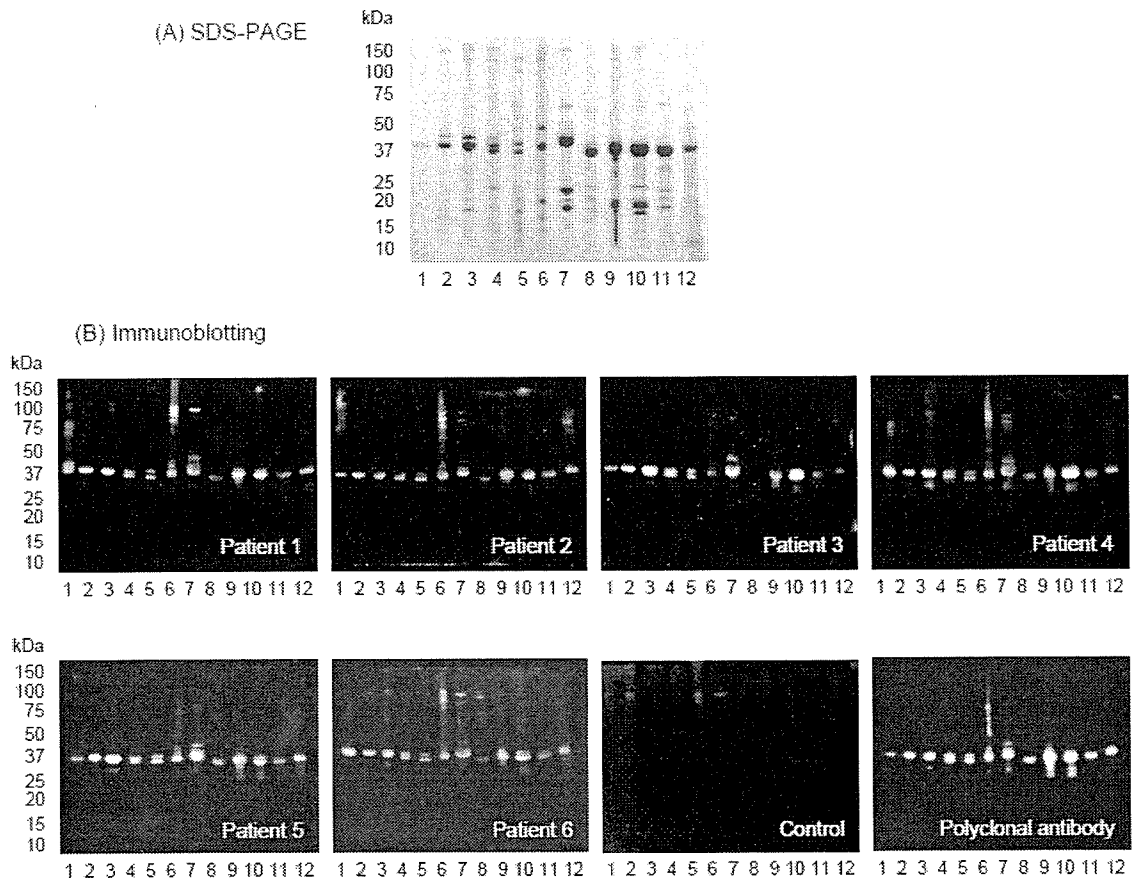 (A) SDS-PAGE
kDa
150
100
75
50
37
25
20
15
10
1 2 3 4 5 6 7 8 9 10 11 12
(B) Immunoblotting
kDa
150
100
75
50
37
25
20
15
10
Patient 1
Patient 2
Patient 3
Patient 4
1 2 3 4 5 6 7 8 9 10 11 12
1 2 3 4 5 6 7 8 9 10 11 12
1 2 3 4 5 6 7 8 9 10 11 12
1 2 3 4 5 6 7 8 9 10 11 12
kDa
150
100
75
50
37
25
20
15
10
Patient 5
Patient 6
Control
Polyclonal antibody
1 2 3 4 5 6 7 8 9 10 11 12
1 2 3 4 5 6 7 8 9 10 11 12
1 2 3 4 5 6 7 8 9 10 11 12
1 2 3 4 5 6 7 8 9 10 11 12